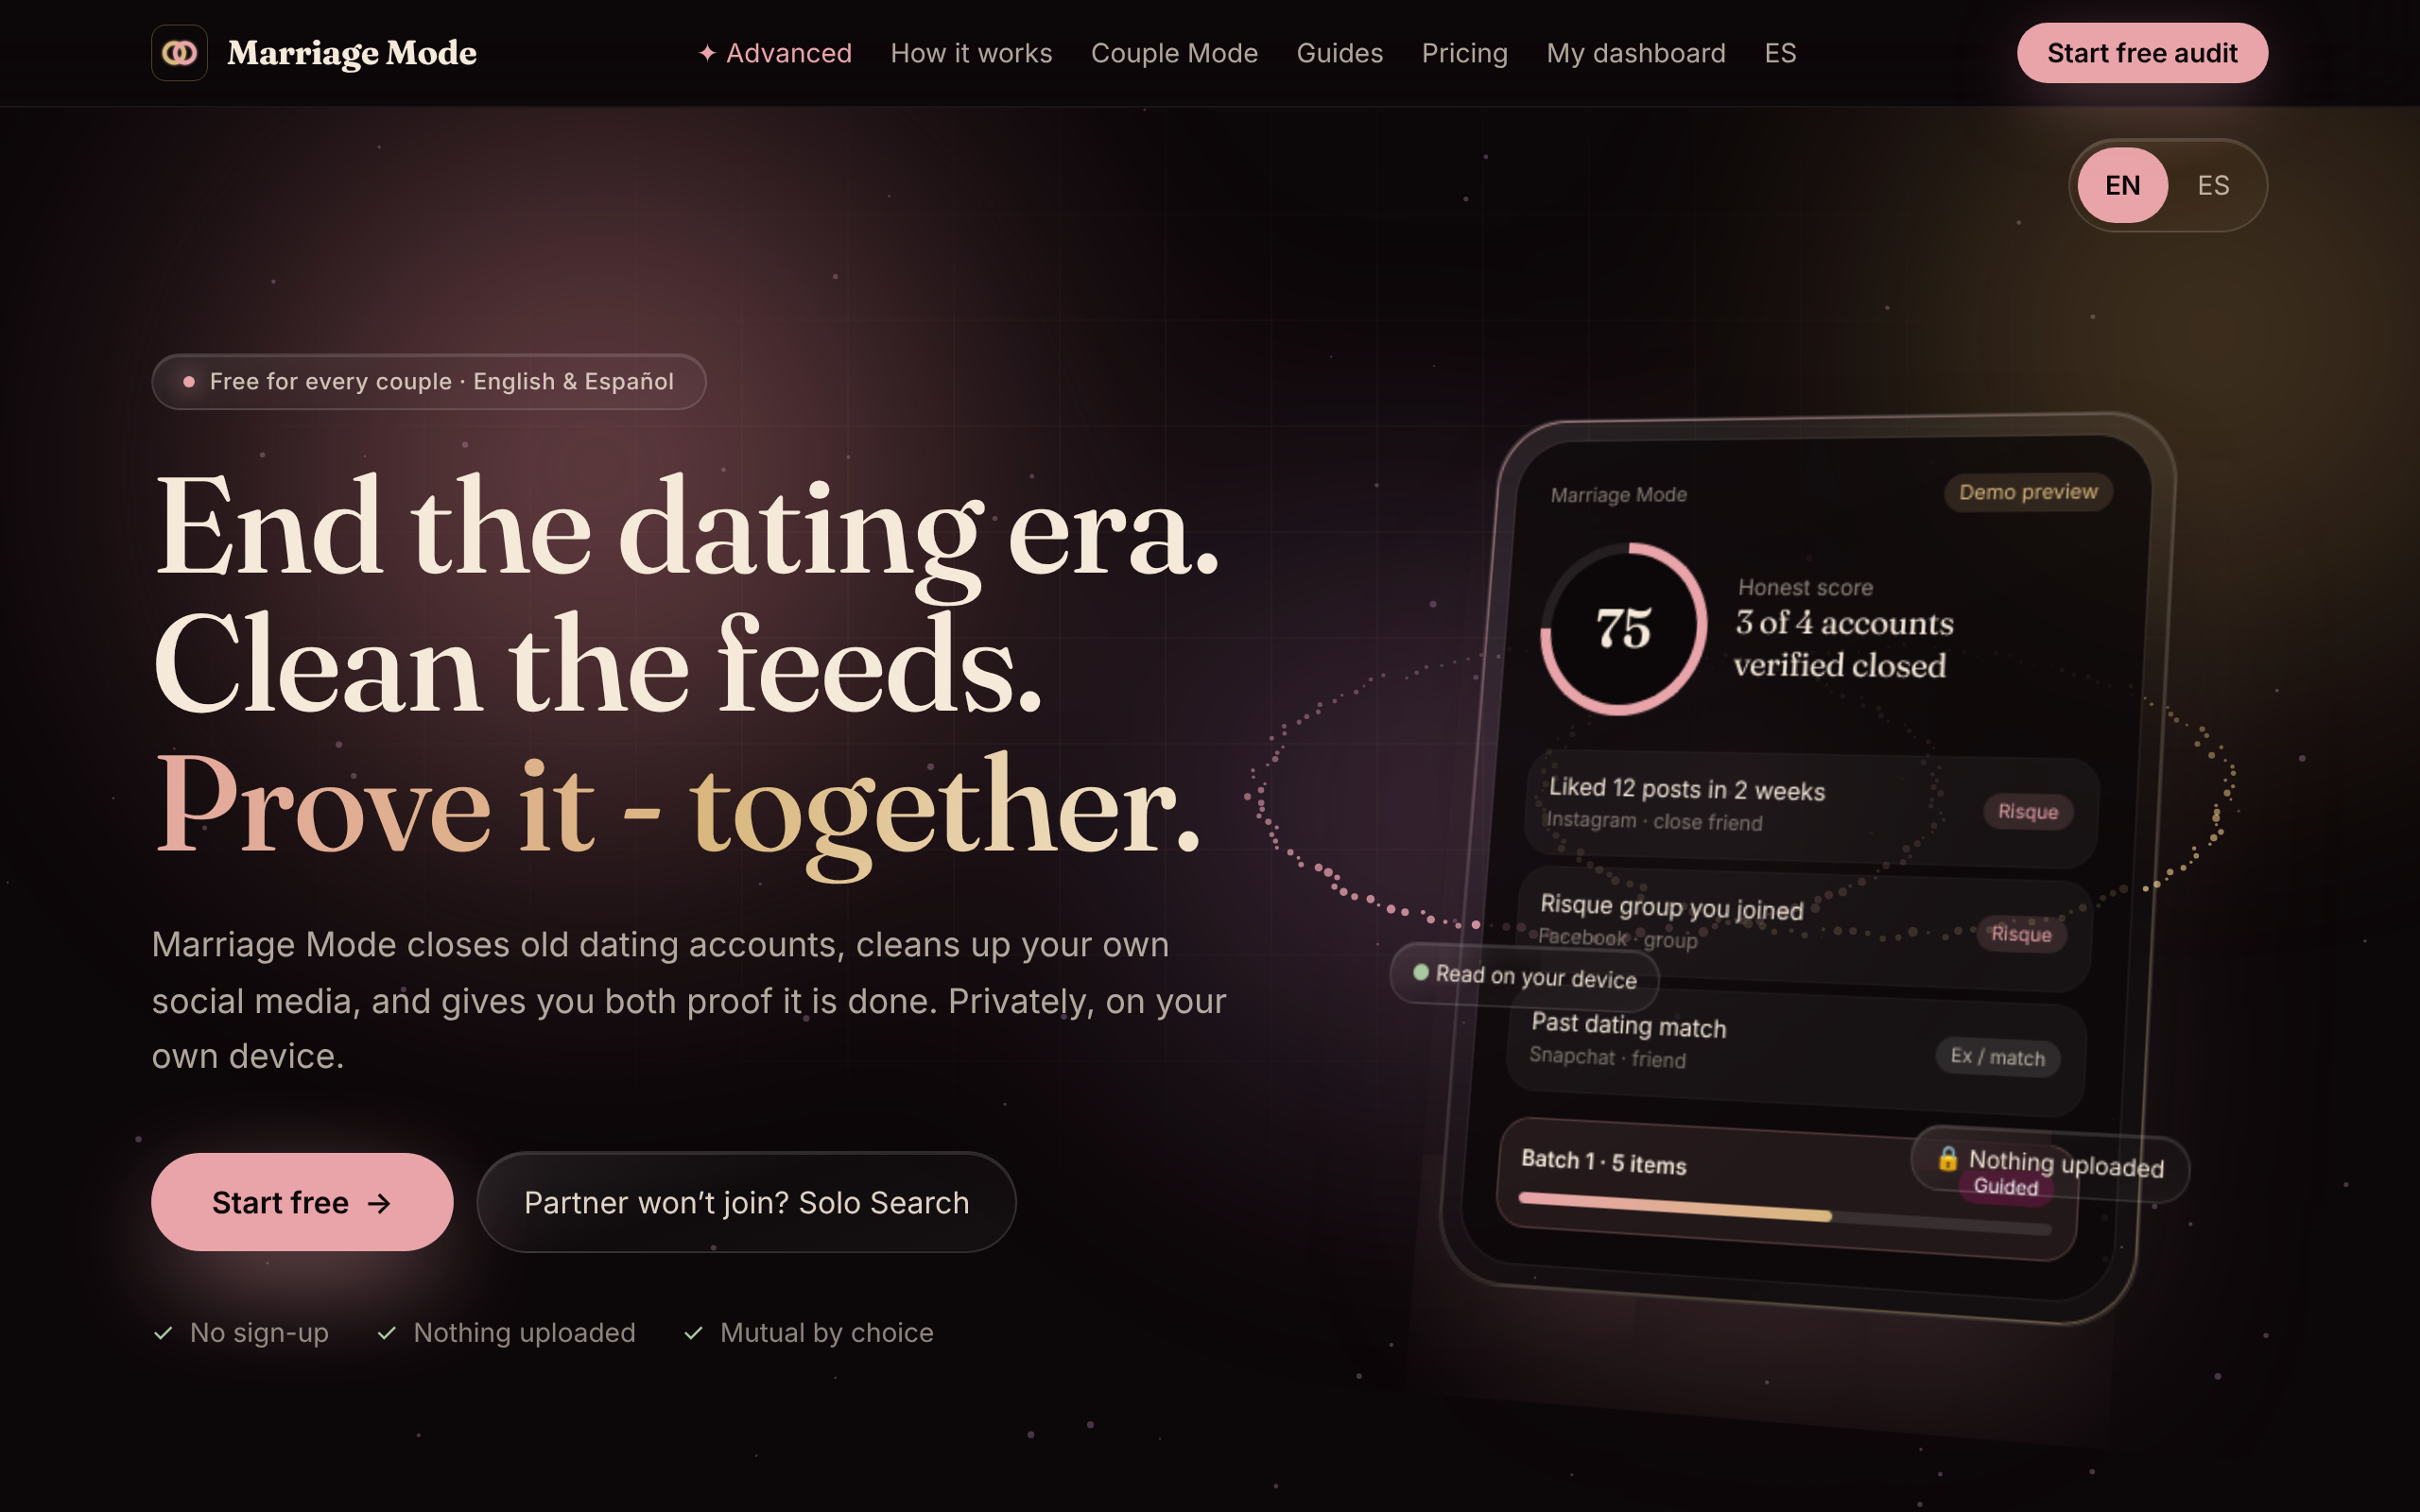 Marriage Mode
✦ Advanced
How it works
Couple Mode
Guides
Pricing
My dashboard
ES
Start free audit
EN
ES
Free for every couple · English & Español
End the dating era.
Clean the feeds.
Prove it - together.
Marriage Mode closes old dating accounts, cleans up your own
social media, and gives you both proof it is done. Privately, on your
own device.
Start free →
Partner won’t join? Solo Search
✓ No sign-up
✓ Nothing uploaded
✓ Mutual by choice
Marriage Mode
Demo preview
75
Honest score
3 of 4 accounts
verified closed
Liked 12 posts in 2 weeks
Instagram · close friend
Risque
Risque group you joined
Facebook · group
Risque
Read on your device
Past dating match
Snapchat · friend
Ex / match
Batch 1 · 5 items
🔒 Nothing uploaded
Guided